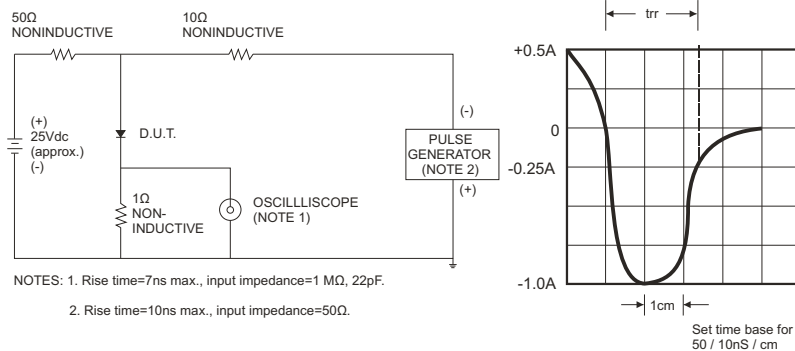 50Ω
NONINDUCTIVE
10Ω
NONINDUCTIVE
(+)
25Vdc
(approx.)
(-)
D.U.T.
1Ω
NON-
INDUCTIVE
OSCILLLISCOPE
(NOTE 1)
(-)
PULSE
GENERATOR
(NOTE 2)
(+)
NOTES: 1. Rise time=7ns max., input impedance=1 MΩ, 22pF.
2. Rise time=10ns max., input impedance=50Ω.
trr
+0.5A
0
-0.25A
-1.0A
1cm
Set time base for
50 / 10nS / cm